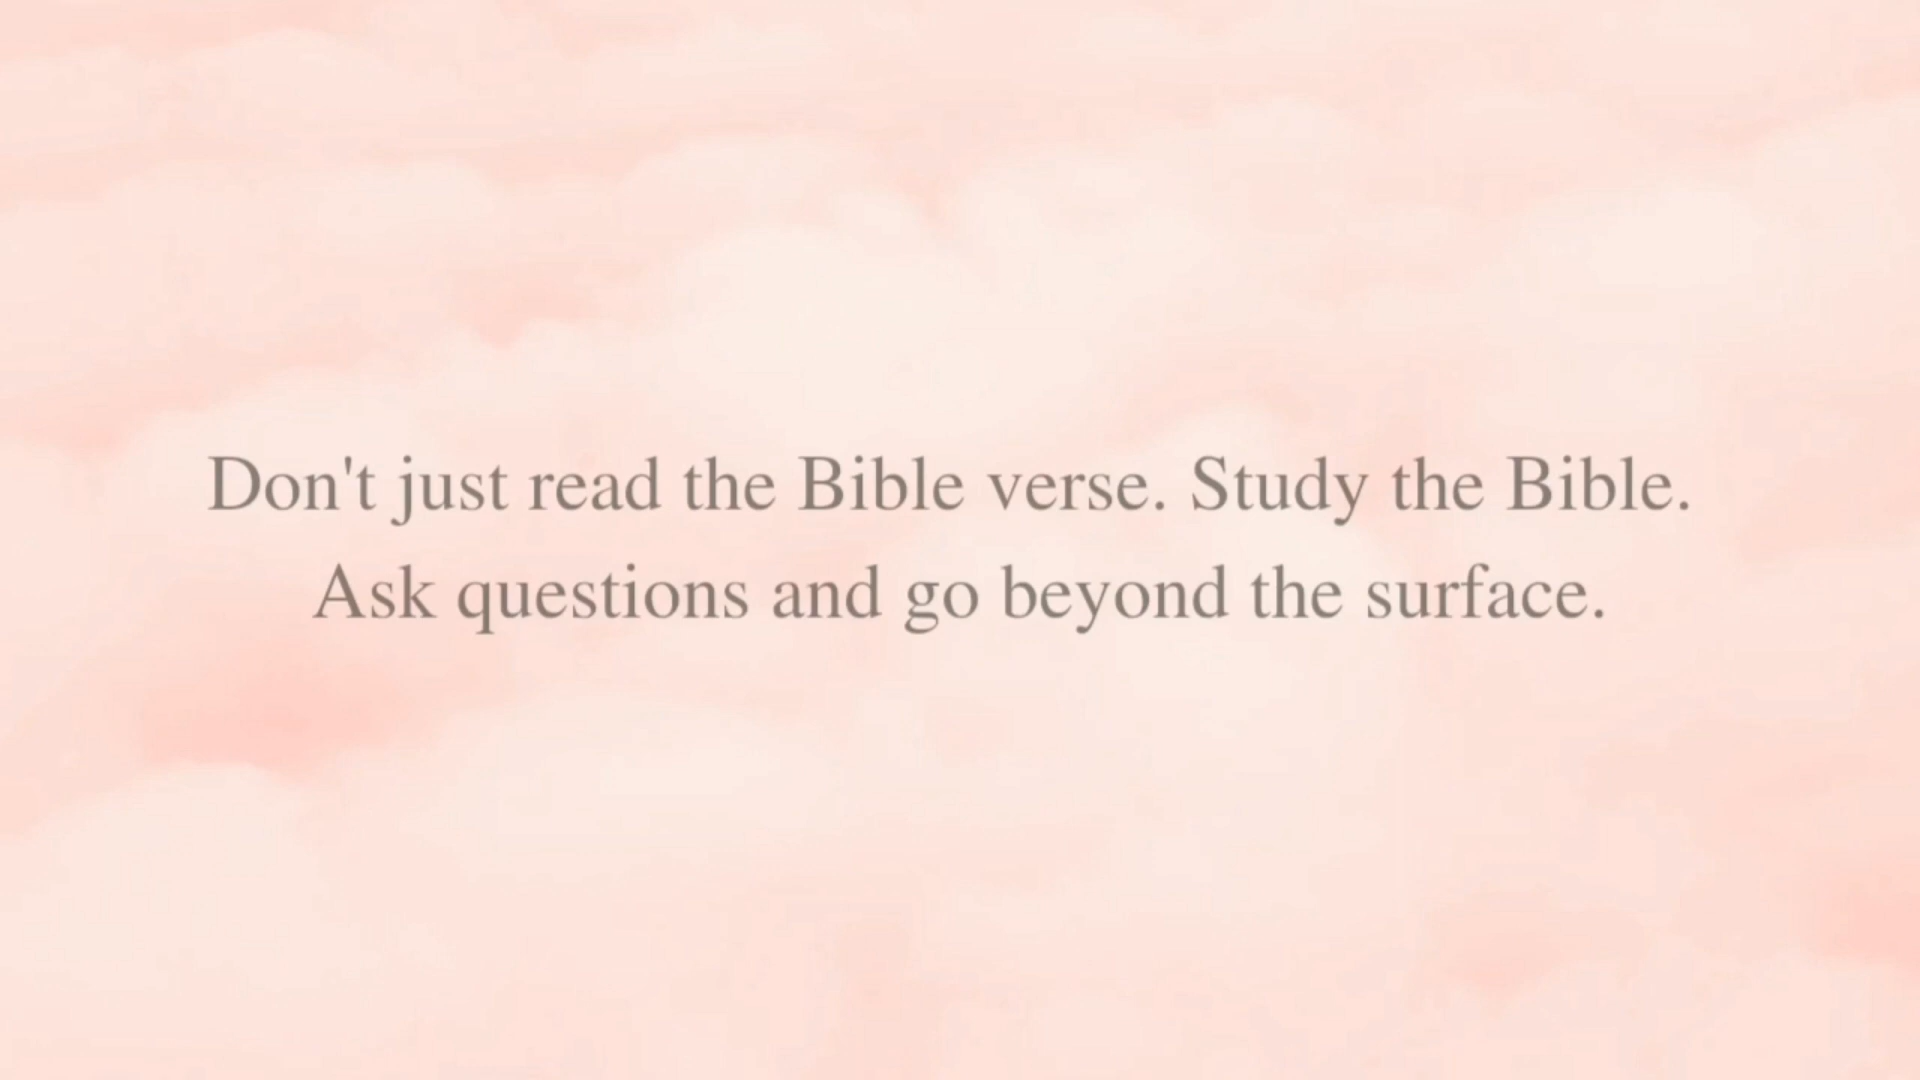 Don't just read the Bible verse. Study the Bible.
Ask questions and go beyond the surface.